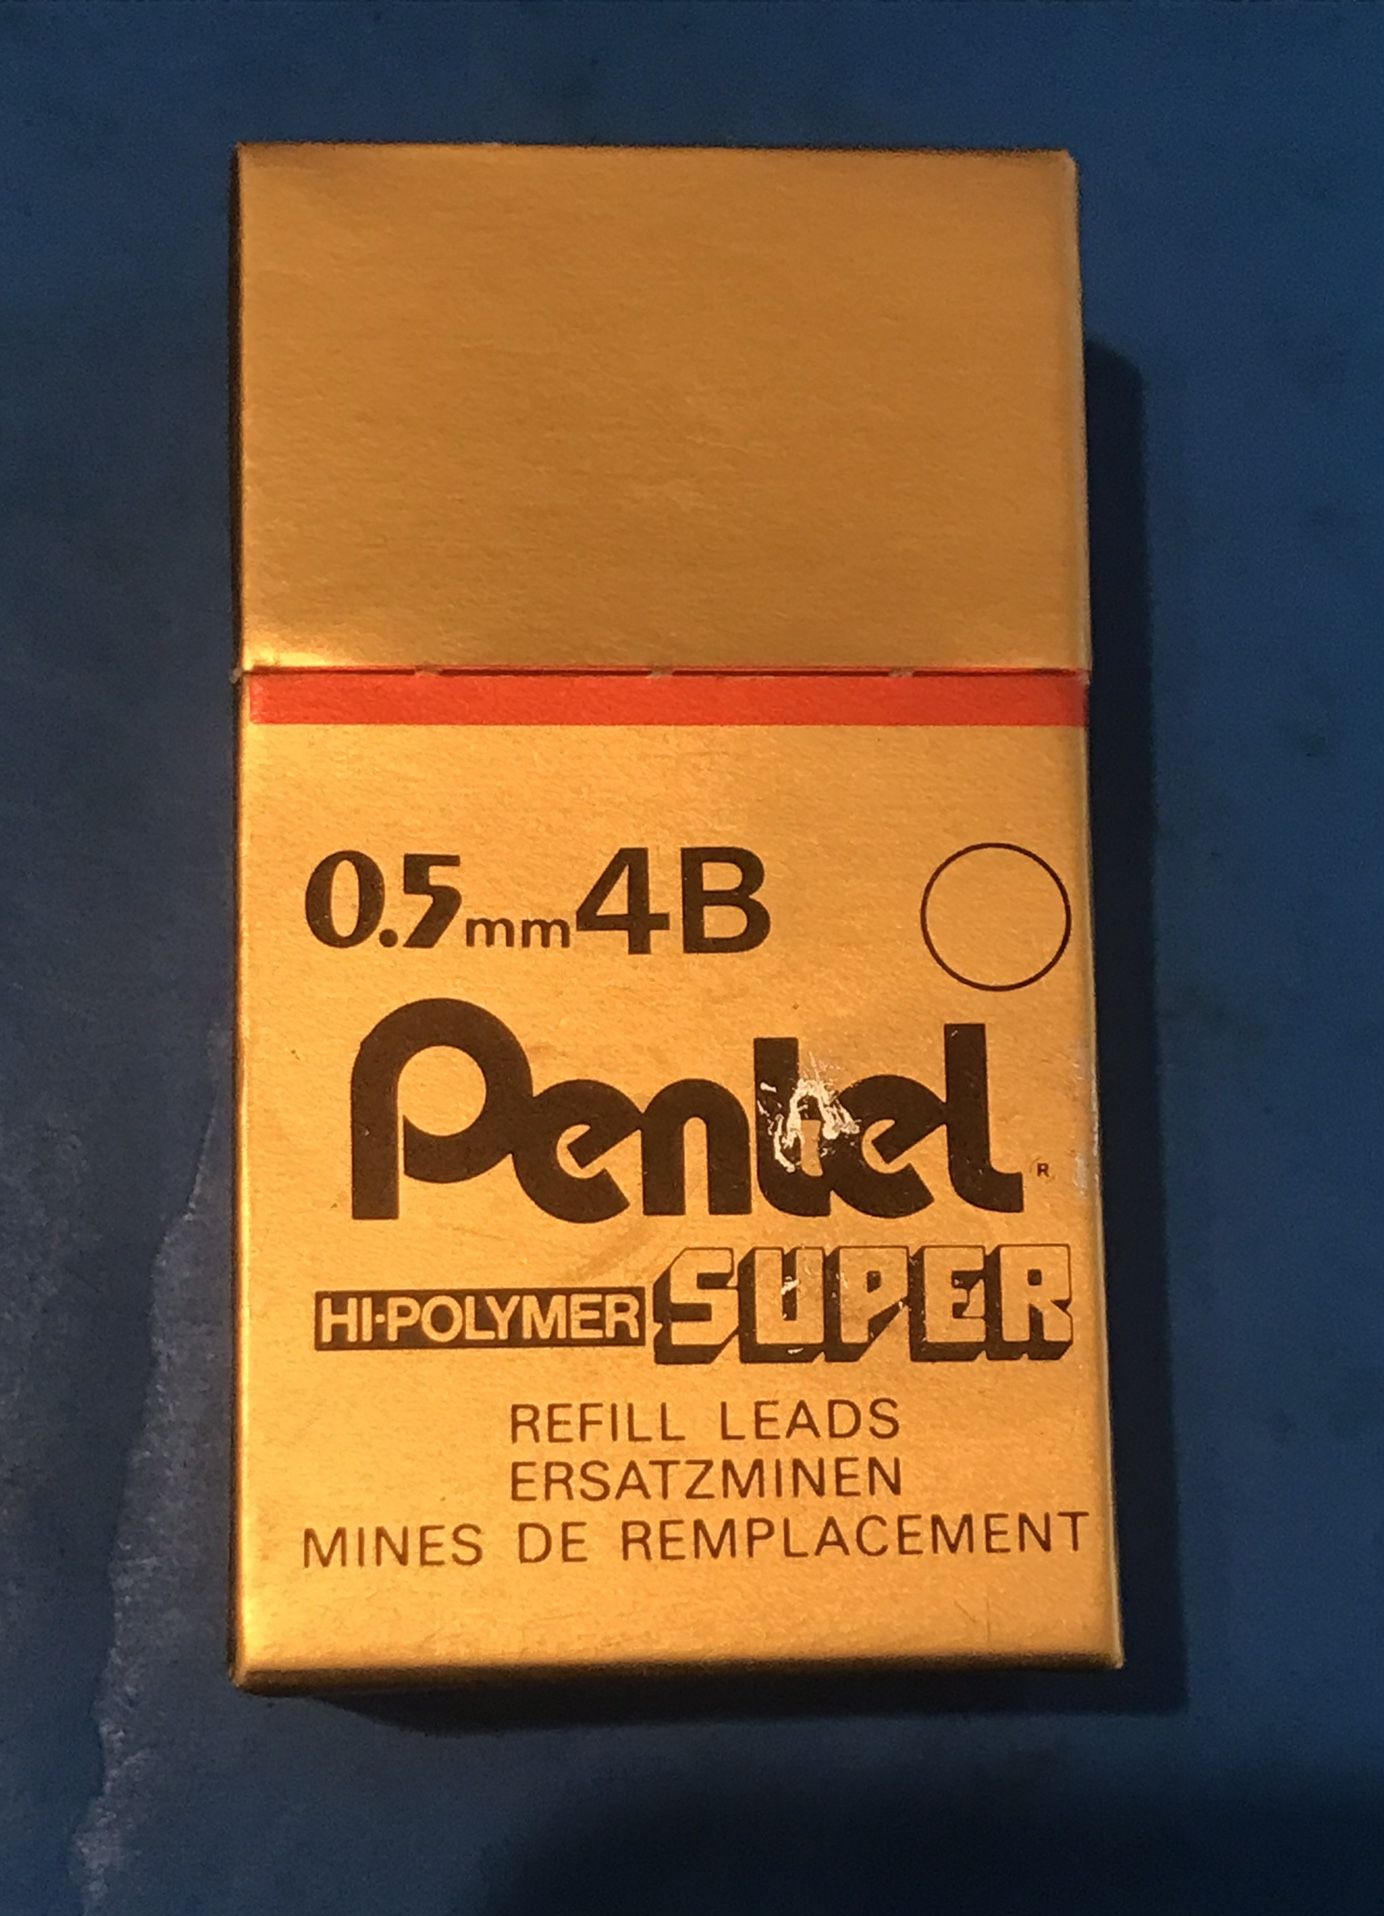 0.5mm 4B
Pentel R
HI-POLYMER SUPER
REFILL LEADS
ERSATZMINEN
MINES DE REMPLACEMENT